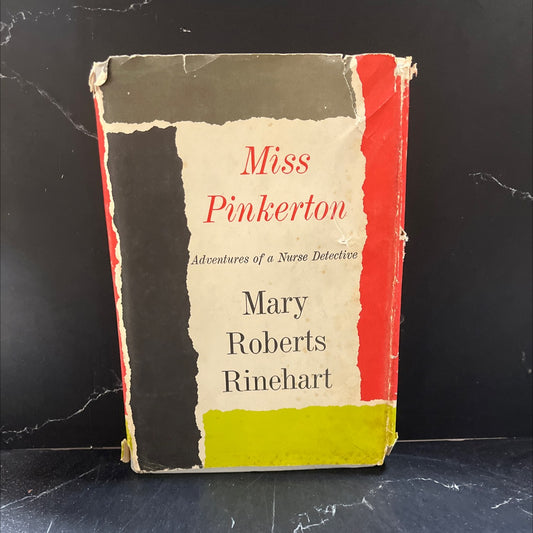 Miss
Pinkerton
Adventures of a Nurse Detective
Mary
Roberts
Rinehart